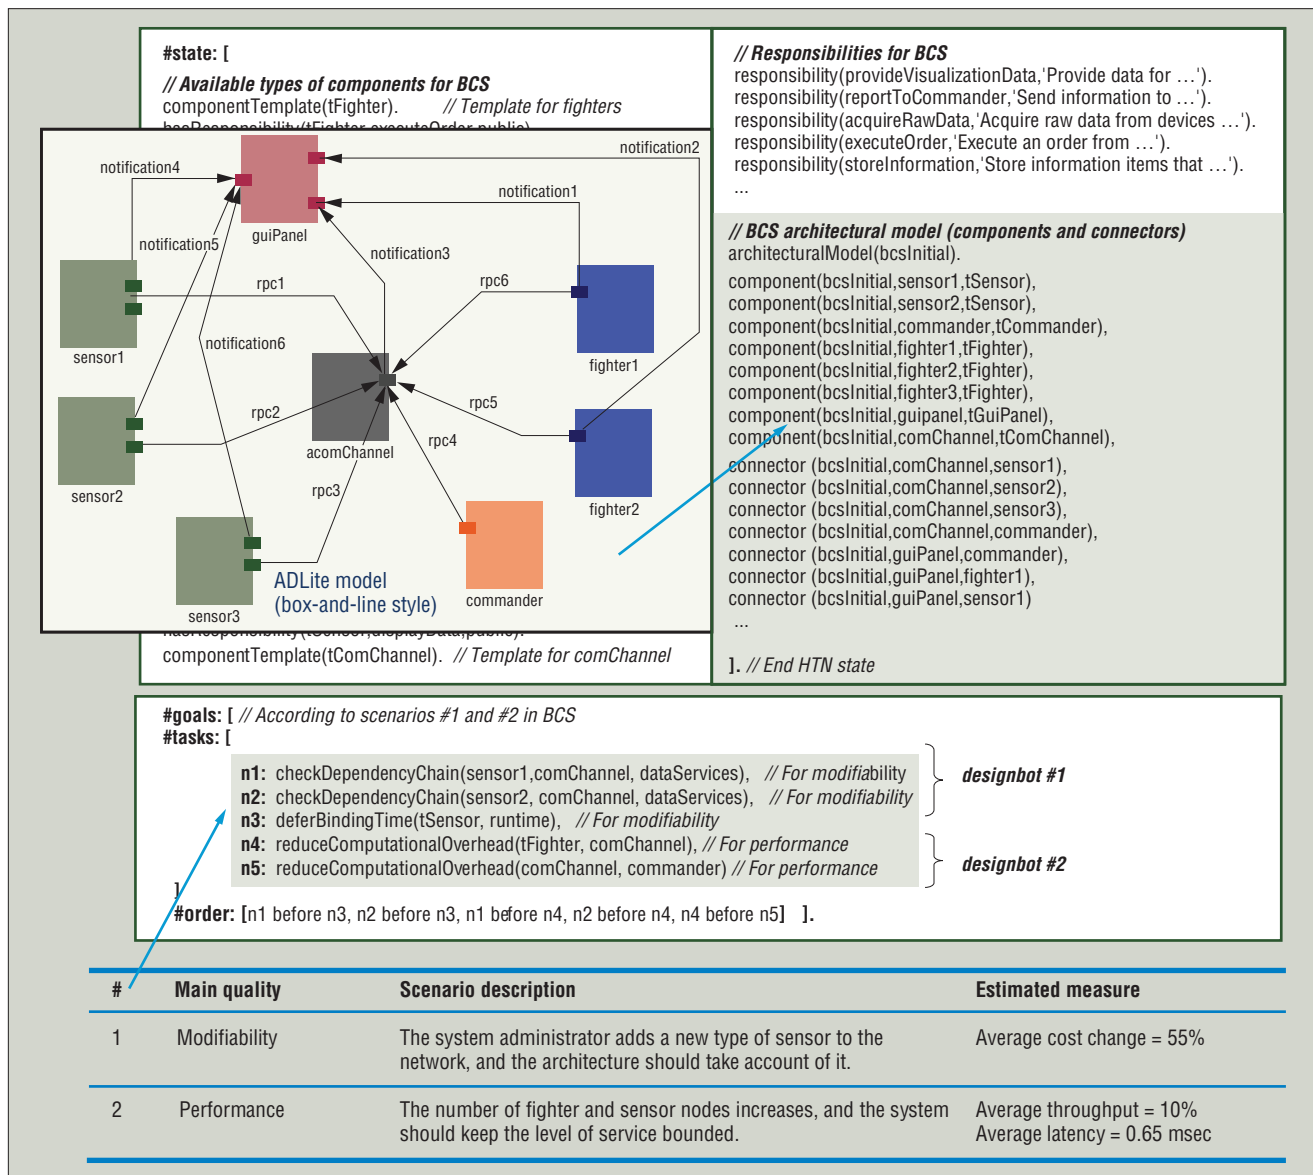 #state: [
// Available types of components for BCS
componentTemplate(tFighter). // Template for fighters
hasResponsibility(tFighter,executeOrder,public)
notification4
notification2
notification1
guiPanel
notification5
notification3
rpc1
rpc6
sensor1
notification6
fighter1
rpc2
rpc5
acomChannel
rpc4
sensor2
rpc3
fighter2
ADLite model
(box-and-line style)
sensor3
commander
hasResponsibility(tSensor,displayData,public).
componentTemplate(tComChannel). // Template for comChannel
// Responsibilities for BCS
responsibility(provideVisualizationData,'Provide data for …').
responsibility(reportToCommander,'Send information to …').
responsibility(acquireRawData,'Acquire raw data from devices …').
responsibility(executeOrder,'Execute an order from …').
responsibility(storeInformation,'Store information items that …').
...
// BCS architectural model (components and connectors)
architecturalModel(bcsInitial).
component(bcsInitial,sensor1,tSensor),
component(bcsInitial,sensor2,tSensor),
component(bcsInitial,commander,tCommander),
component(bcsInitial,fighter1,tFighter),
component(bcsInitial,fighter2,tFighter),
component(bcsInitial,fighter3,tFighter),
component(bcsInitial,guipanel,tGuiPanel),
component(bcsInitial,comChannel,tComChannel),
connector (bcsInitial,comChannel,sensor1),
connector (bcsInitial,comChannel,sensor2),
connector (bcsInitial,comChannel,sensor3),
connector (bcsInitial,comChannel,commander),
connector (bcsInitial,guiPanel,commander),
connector (bcsInitial,guiPanel,fighter1),
connector (bcsInitial,guiPanel,sensor1)
...
]. // End HTN state
#goals: [ // According to scenarios #1 and #2 in BCS
#tasks: [
n1: checkDependencyChain(sensor1,comChannel, dataServices), // For modifiability
n2: checkDependencyChain(sensor2, comChannel, dataServices), // For modifiability
n3: deferBindingTime(tSensor, runtime), // For modifiability
designbot #1
n4: reduceComputationalOverhead(tFighter, comChannel), // For performance
n5: reduceComputationalOverhead(comChannel, commander) // For performance
designbot #2
]
#order: [n1 before n3, n2 before n3, n1 before n4, n2 before n4, n4 before n5] ].
# Main quality Scenario description Estimated measure
1 Modifiability The system administrator adds a new type of sensor to the Average cost change = 55%
network, and the architecture should take account of it.
2 Performance The number of fighter and sensor nodes increases, and the system Average throughput = 10%
should keep the level of service bounded. Average latency = 0.65 msec